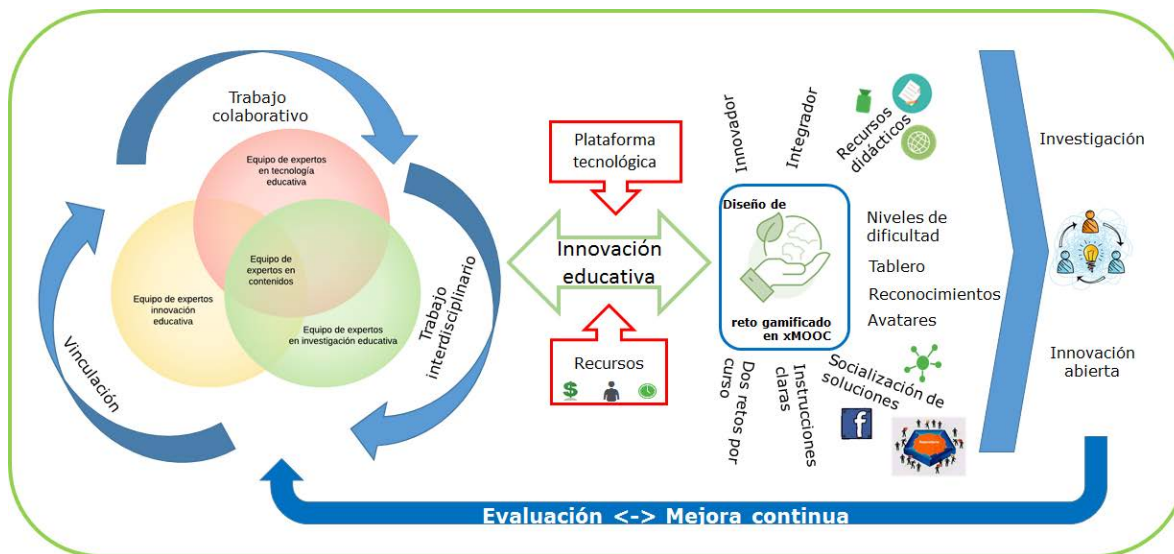 Trabajo
colaborativo
Equipo de expertos
en tecnología
educativa
Equipo de
expertos en
contenidos
Equipo de expertos
innovación
educativa
Equipo de expertos
en investigación educativa
Vinculación
Trabajo
interdisciplinario
Plataforma
tecnológica
Innovación
educativa
Recursos
$
Innovador
Integrador
Recursos
didácticos
Diseño de
reto gamificado
en xMOOC
Niveles de
dificultad
Tablero
Reconocimientos
Avatares
Dos retos por
curso
Instrucciones
claras
Socialización de
soluciones
f
Investigación
Innovación
abierta
Evaluación <-> Mejora continua